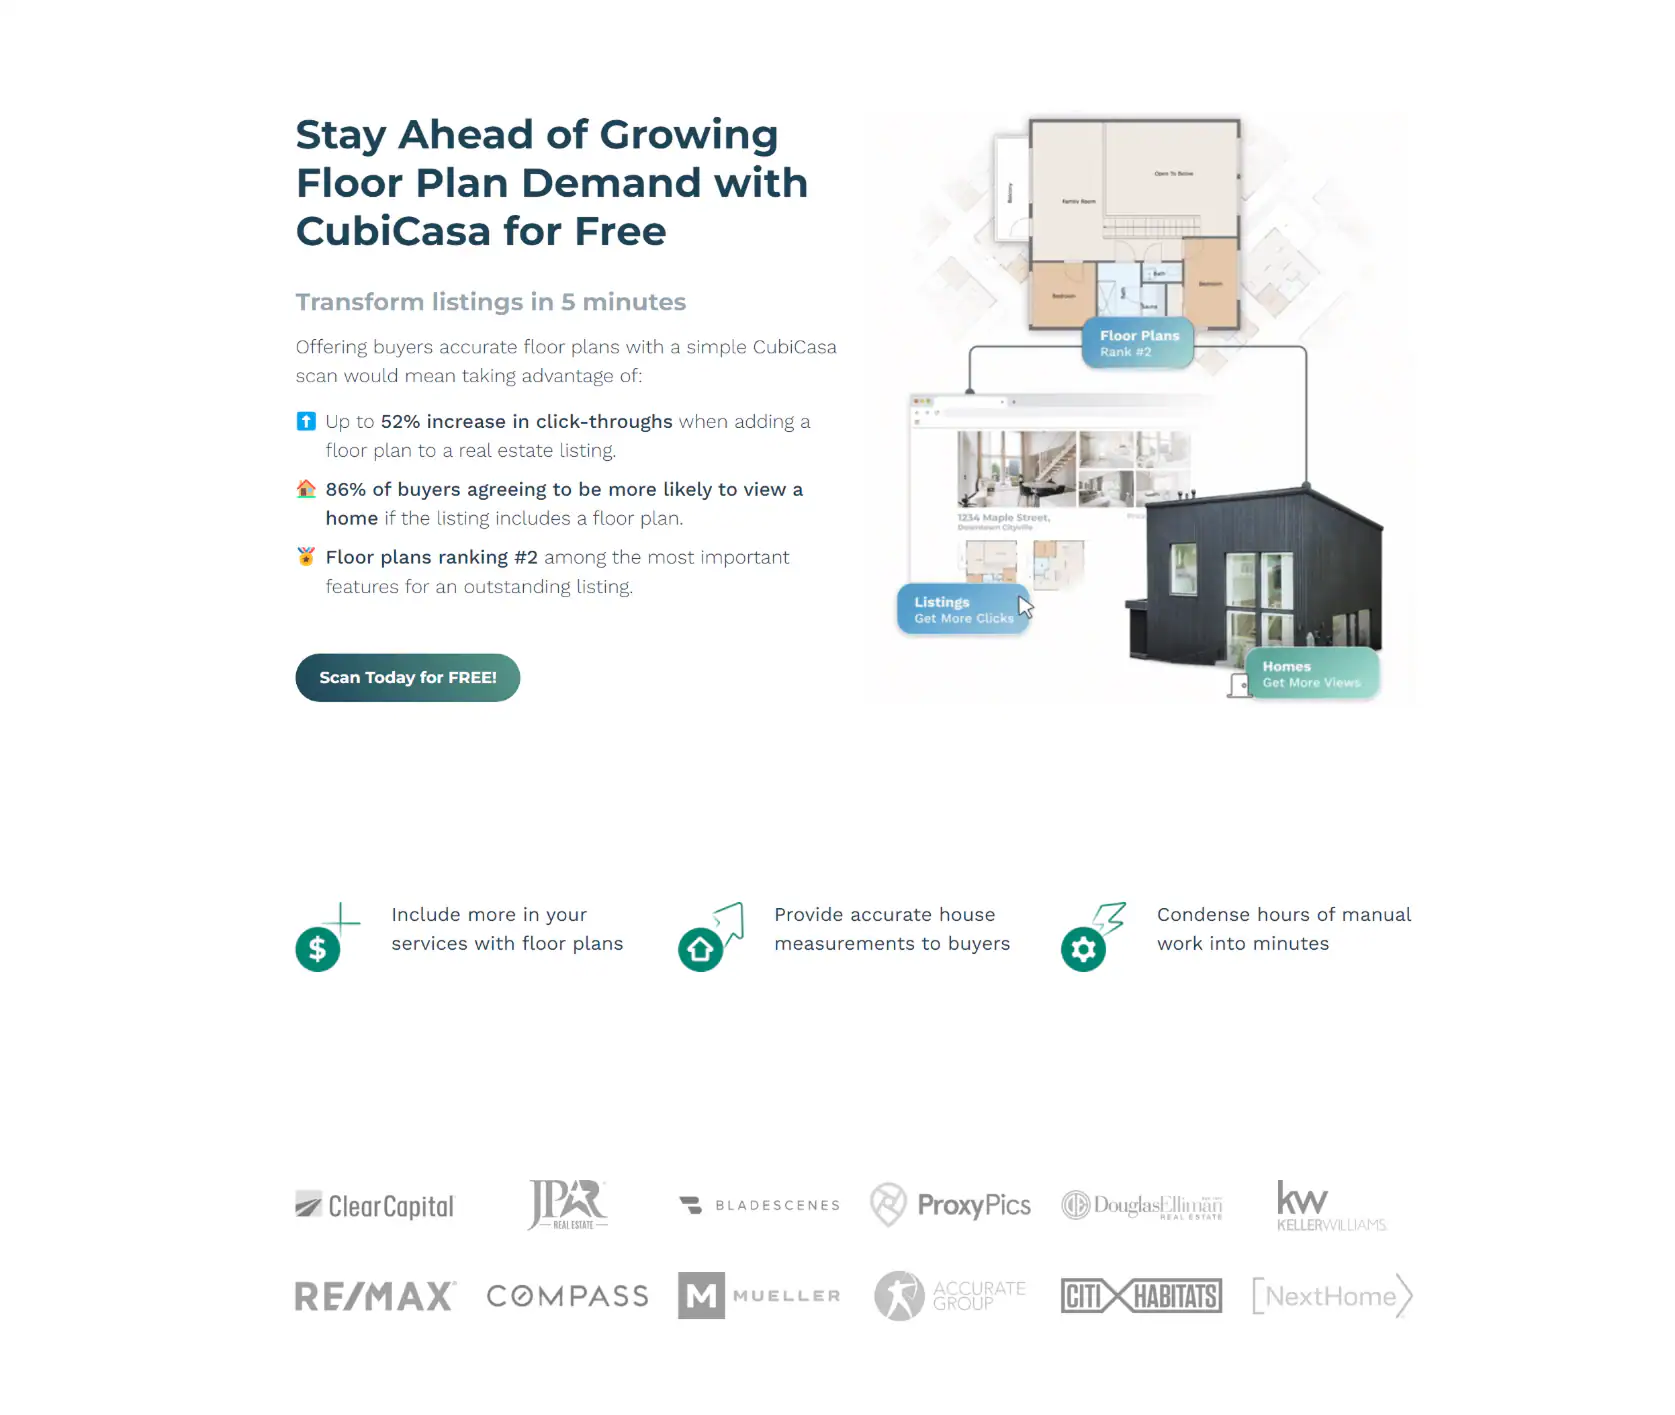 Stay Ahead of Growing
Floor Plan Demand with
CubiCasa for Free
Transform listings in 5 minutes
Offering buyers accurate floor plans with a simple CubiCasa
scan would mean taking advantage of:
Up to 52% increase in click-throughs when adding a
floor plan to a real estate listing.
86% of buyers agreeing to be more likely to view a
home if the listing includes a floor plan.
Floor plans ranking #2 among the most important
features for an outstanding listing.
Scan Today for FREE!
Balcony
Family Room
Open To Below
Bedroom
Bath
Bedroom
Floor Plans
Rank #2
1234 Maple Street,
Downtown Cityville
Listings
Get More Clicks
Homes
Get More Views
Include more in your
services with floor plans
Provide accurate house
measurements to buyers
Condense hours of manual
work into minutes
ClearCapital
JPAR
REAL ESTATE
BLADESCENES
ProxyPics
DouglasElliman
REAL ESTATE
kw
KELLERWILLIAMS.
RE/MAX
COMPASS
M MUELLER
ACCURATE
GROUP
CITI HABITATS
NextHome